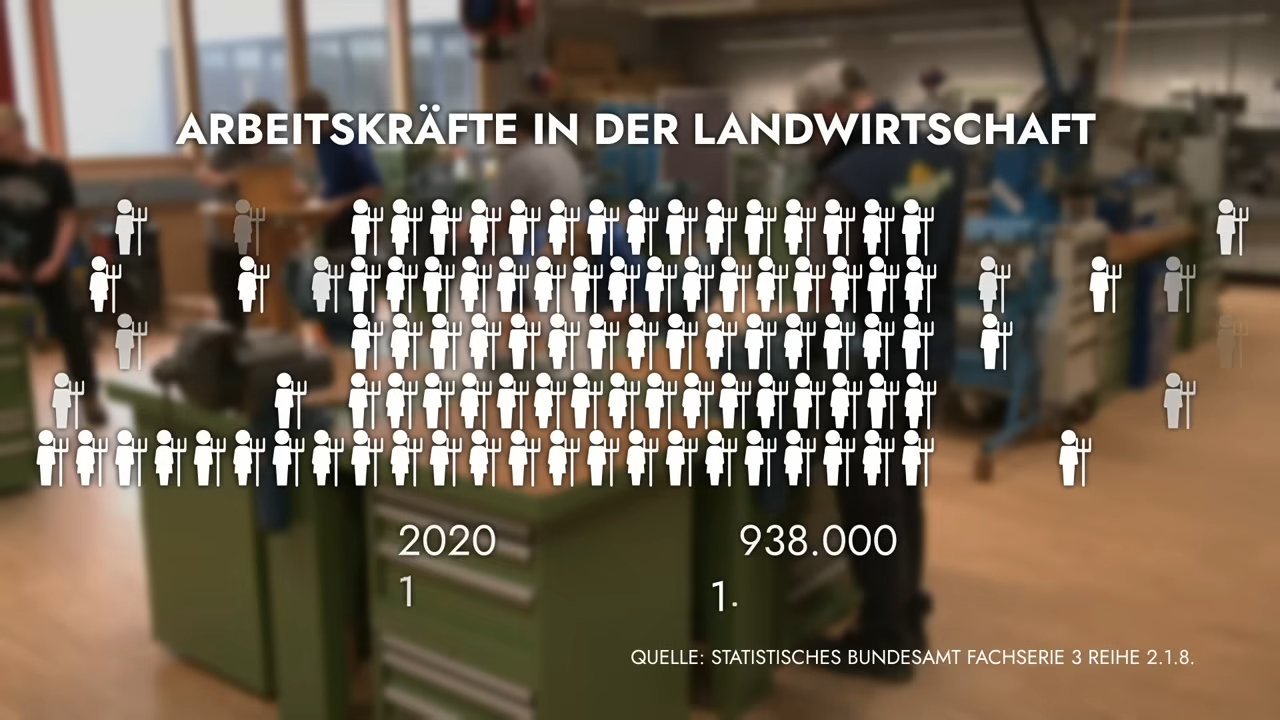 ARBEITSKRÄFTE IN DER LANDWIRTSCHAFT
2020 938.000
1 1.
QUELLE: STATISTISCHES BUNDESAMT FACHSERIE 3 REIHE 2.1.8.